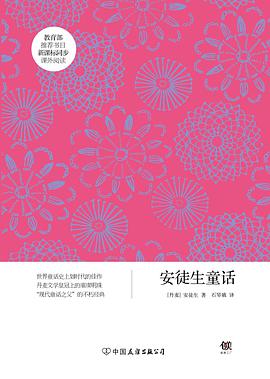 教育部
推荐书目
新课标同步
课外阅读
世界童话史上划时代的佳作
丹麦文学皇冠上的璀璨明珠
“现代童话之父”的不朽经典
安徒生童话
[丹麦] 安徒生 著 石琴娥 译
中国友谊出版公司